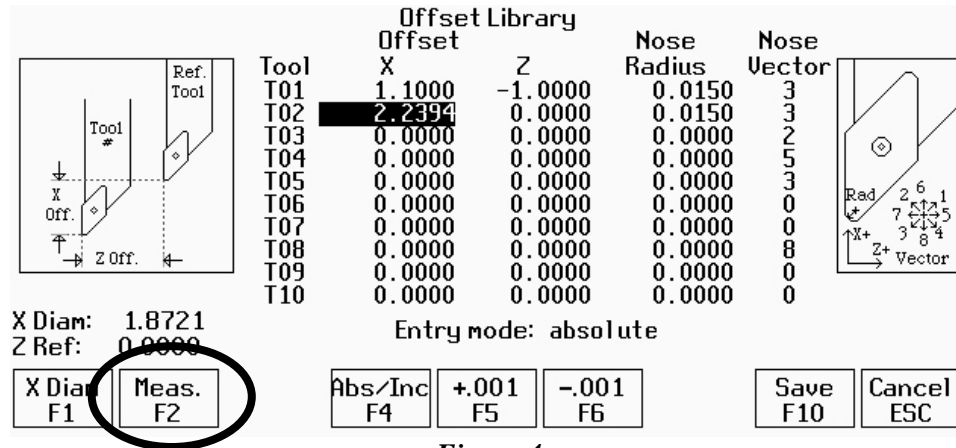 Offset Library
Offset Nose Nose
Tool X Z Radius Vector
T01 1.1000 -1.0000 0.0150 3
T02 2.2394 0.0000 0.0150 3
T03 0.0000 0.0000 0.0000 2
T04 0.0000 0.0000 0.0000 5
T05 0.0000 0.0000 0.0000 3
T06 0.0000 0.0000 0.0000 0
T07 0.0000 0.0000 0.0000 0
T08 0.0000 0.0000 0.0000 8
T09 0.0000 0.0000 0.0000 0
T10 0.0000 0.0000 0.0000 0
Ref.
Tool
Tool
#
X
Off.
Z Off.
Rad
+
X+
Z+
2 6 1
7 5
3 8 4
Vector
X Diam: 1.8721
Z Ref: 0.0000
Entry mode: absolute
X Diam Meas. Abs/Inc +.001 -.001 Save Cancel
F1 F2 F4 F5 F6 F10 ESC